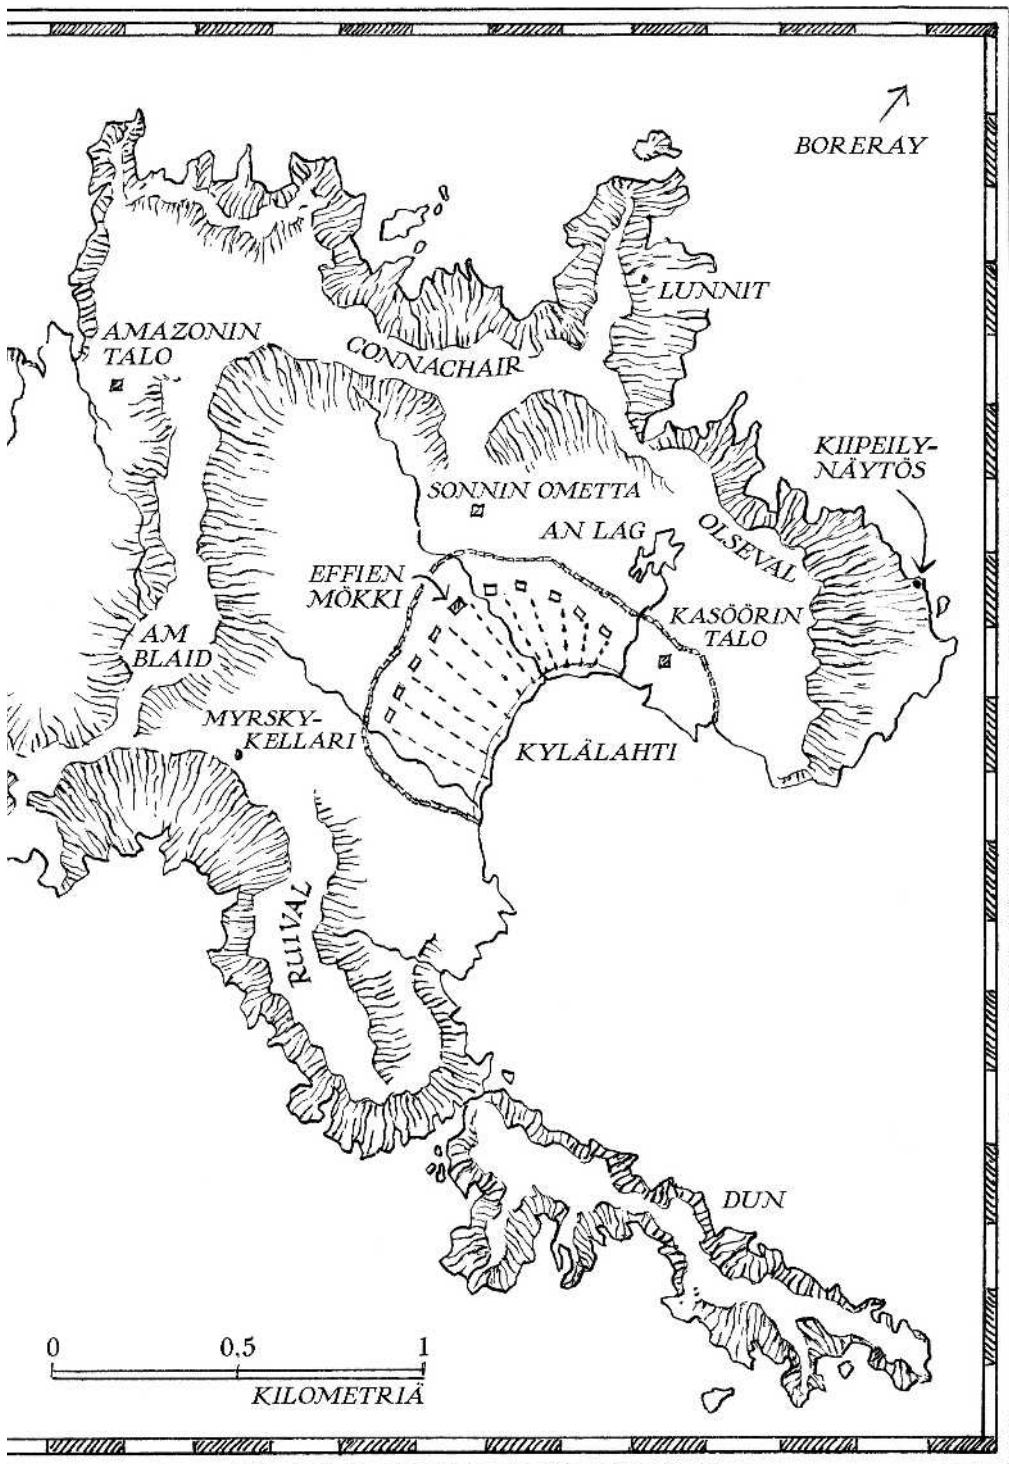 BORERAY
LUNNIT
AMAZONIN
TALO
CONNACHAIR
KIIPEILY-
NÄYTÖS
SONNIN OMETTA
AN LAG
OLSEVAL
EFFIEN
MÖKKI
KASÖÖRIN
TALO
AM
BLAID
MYRSKY-
KELLARI
KYLÄLAHTI
RUIVAL
DUN
0 0,5 1
KILOMETRIÄ